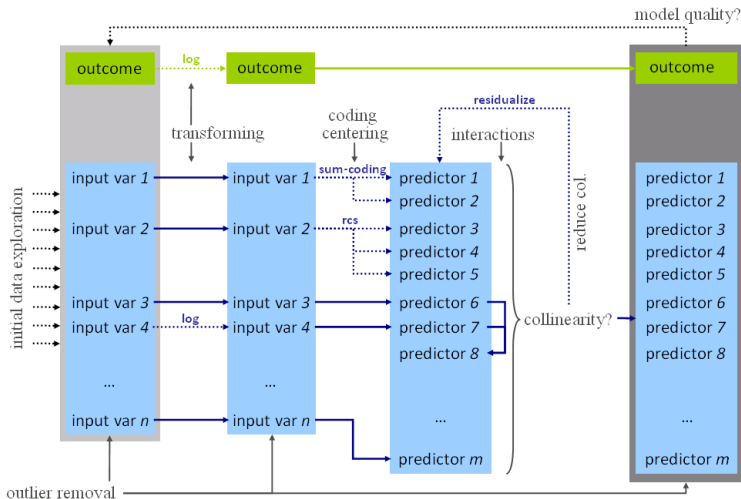 model quality?
outcome
log
outcome
outcome
transforming
coding
centering
residualize
interactions
initial data exploration
input var 1
input var 2
input var 3
input var 4
...
input var n
log
input var 1
input var 2
input var 3
input var 4
...
input var n
sum-coding
rcs
predictor 1
predictor 2
predictor 3
predictor 4
predictor 5
predictor 6
predictor 7
predictor 8
...
predictor m
reduce col.
collinearity?
predictor 1
predictor 2
predictor 3
predictor 4
predictor 5
predictor 6
predictor 7
predictor 8
...
predictor m
outlier removal